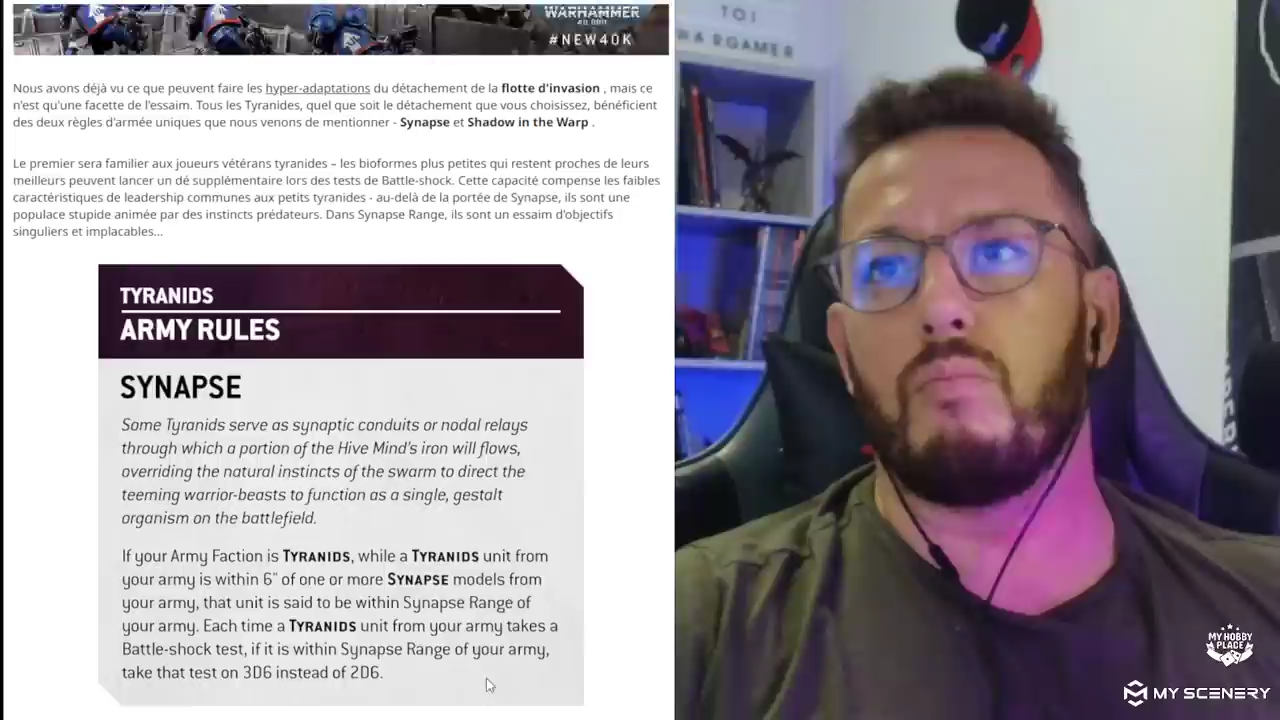 WARHAMMER
40,000
#NEW40K
Nous avons déjà vu ce que peuvent faire les hyper-adaptations du détachement de la flotte d'invasion , mais ce
n'est qu'une facette de l'essaim. Tous les Tyranides, quel que soit le détachement que vous choisissez, bénéficient
des deux règles d'armée uniques que nous venons de mentionner - Synapse et Shadow in the Warp .
Le premier sera familier aux joueurs vétérans tyranides – les bioformes plus petites qui restent proches de leurs
meilleurs peuvent lancer un dé supplémentaire lors des tests de Battle-shock. Cette capacité compense les faibles
caractéristiques de leadership communes aux petits tyranides - au-delà de la portée de Synapse, ils sont une
populace stupide animée par des instincts prédateurs. Dans Synapse Range, ils sont un essaim d'objectifs
singuliers et implacables...
TYRANIDS
ARMY RULES
SYNAPSE
Some Tyranids serve as synaptic conduits or nodal relays
through which a portion of the Hive Mind's iron will flows,
overriding the natural instincts of the swarm to direct the
teeming warrior-beasts to function as a single, gestalt
organism on the battlefield.
If your Army Faction is TYRANIDS, while a TYRANIDS unit from
your army is within 6" of one or more SYNAPSE models from
your army, that unit is said to be within Synapse Range of
your army. Each time a TYRANIDS unit from your army takes a
Battle-shock test, if it is within Synapse Range of your army,
take that test on 3D6 instead of 2D6.
TOI
WARGAMER
MY HOBBY
PLACE
MY SCENERY